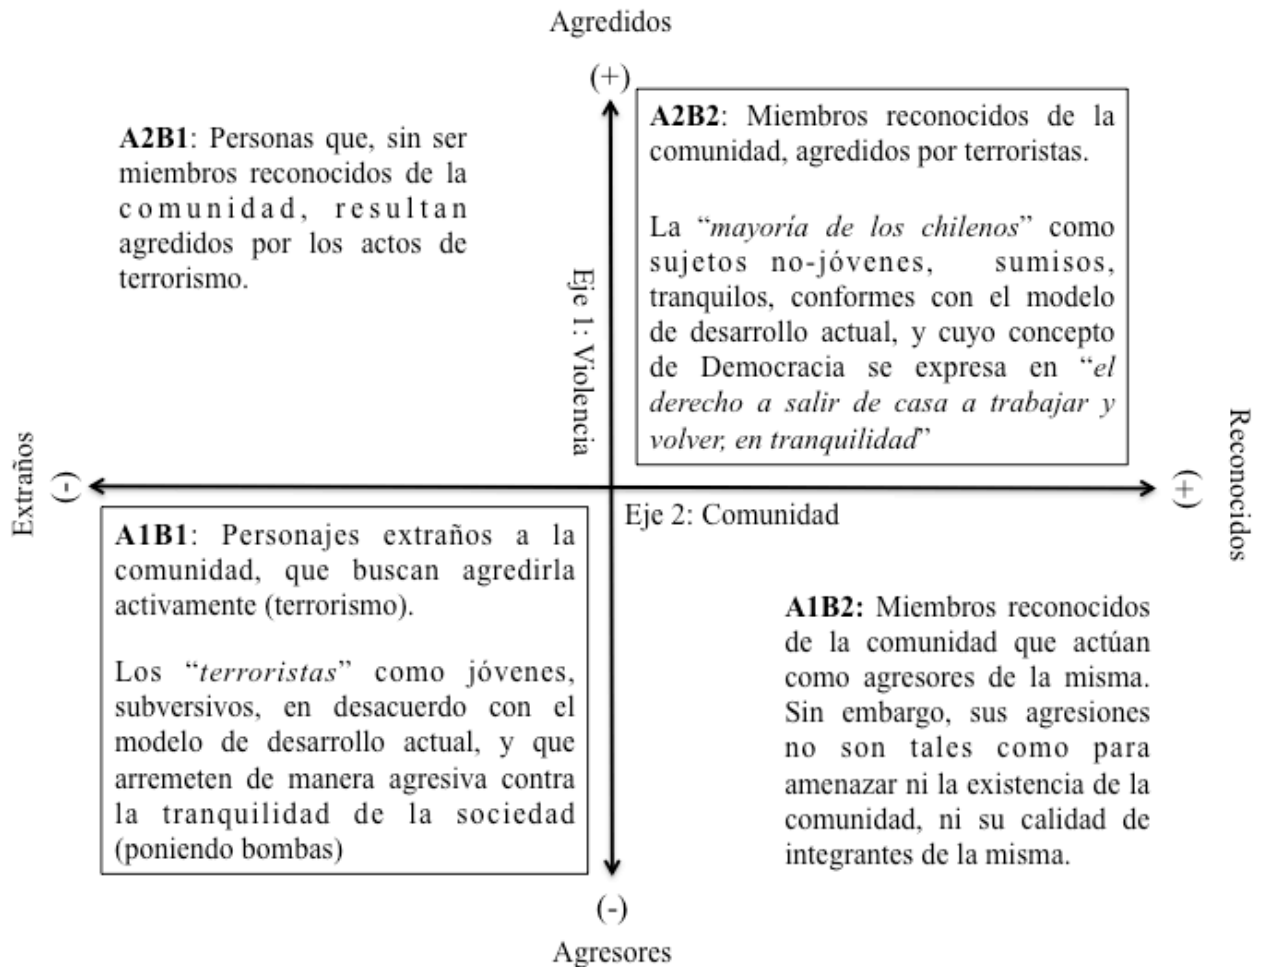 Agredidos
(+)
A2B1: Personas que, sin ser
miembros reconocidos de la
comunidad, resultan
agredidos por los actos de
terrorismo.
A2B2: Miembros reconocidos de la
comunidad, agredidos por terroristas.
La “mayoría de los chilenos” como
sujetos no-jóvenes, sumisos,
tranquilos, conformes con el modelo
de desarrollo actual, y cuyo concepto
de Democracia se expresa en “el
derecho a salir de casa a trabajar y
volver, en tranquilidad”
Eje 1: Violencia
Extraños
(-)
Eje 2: Comunidad
(+)
Reconocidos
A1B1: Personajes extraños a la
comunidad, que buscan agredirla
activamente (terrorismo).
Los “terroristas” como jóvenes,
subversivos, en desacuerdo con el
modelo de desarrollo actual, y que
arremeten de manera agresiva contra
la tranquilidad de la sociedad
(poniendo bombas)
A1B2: Miembros reconocidos
de la comunidad que actúan
como agresores de la misma.
Sin embargo, sus agresiones
no son tales como para
amenazar ni la existencia de la
comunidad, ni su calidad de
integrantes de la misma.
(-)
Agresores